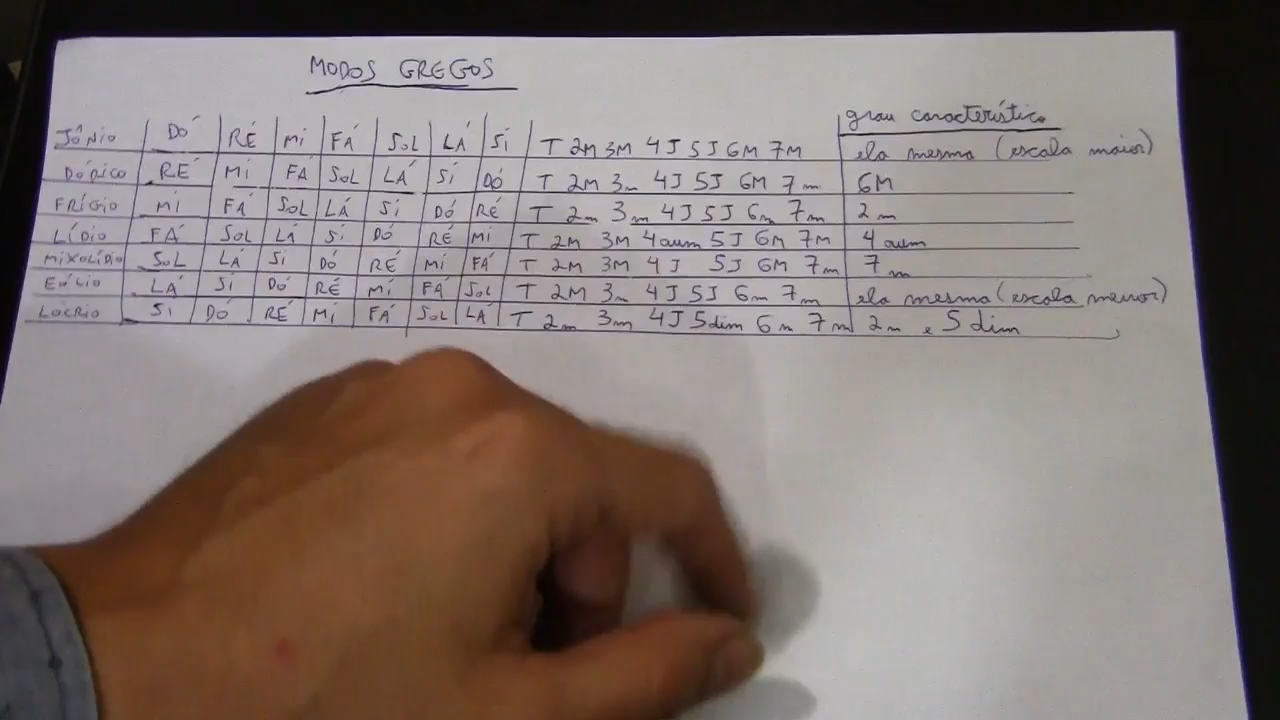 MODOS GREGOS
grau característico
JÔNIO DÓ RÉ Mi FÁ SOL LÁ Si T 2M 3M 4J 5J 6M 7M ela mesma (escala maior)
DÓRICO RÉ Mi FÁ SOL LÁ Si DÓ T 2M 3m 4J 5J 6M 7m 6M
FRÍGIO Mi FÁ SOL LÁ Si DÓ RÉ T 2m 3m 4J 5J 6m 7m 2m
LÍDIO FÁ SOL LÁ Si DÓ RÉ Mi T 2M 3M 4aum 5J 6M 7M 4 aum
MIXOLÍDIO SOL LÁ Si DÓ RÉ Mi FÁ T 2M 3M 4J 5J 6M 7m 7m
EÓLIO LÁ Si DÓ RÉ Mi FÁ SOL T 2M 3m 4J 5J 6m 7m ela mesma (escala menor)
LÓCRIO Si DÓ RÉ Mi FÁ SOL LÁ T 2m 3m 4J 5dim 6m 7m 2m e 5 dim